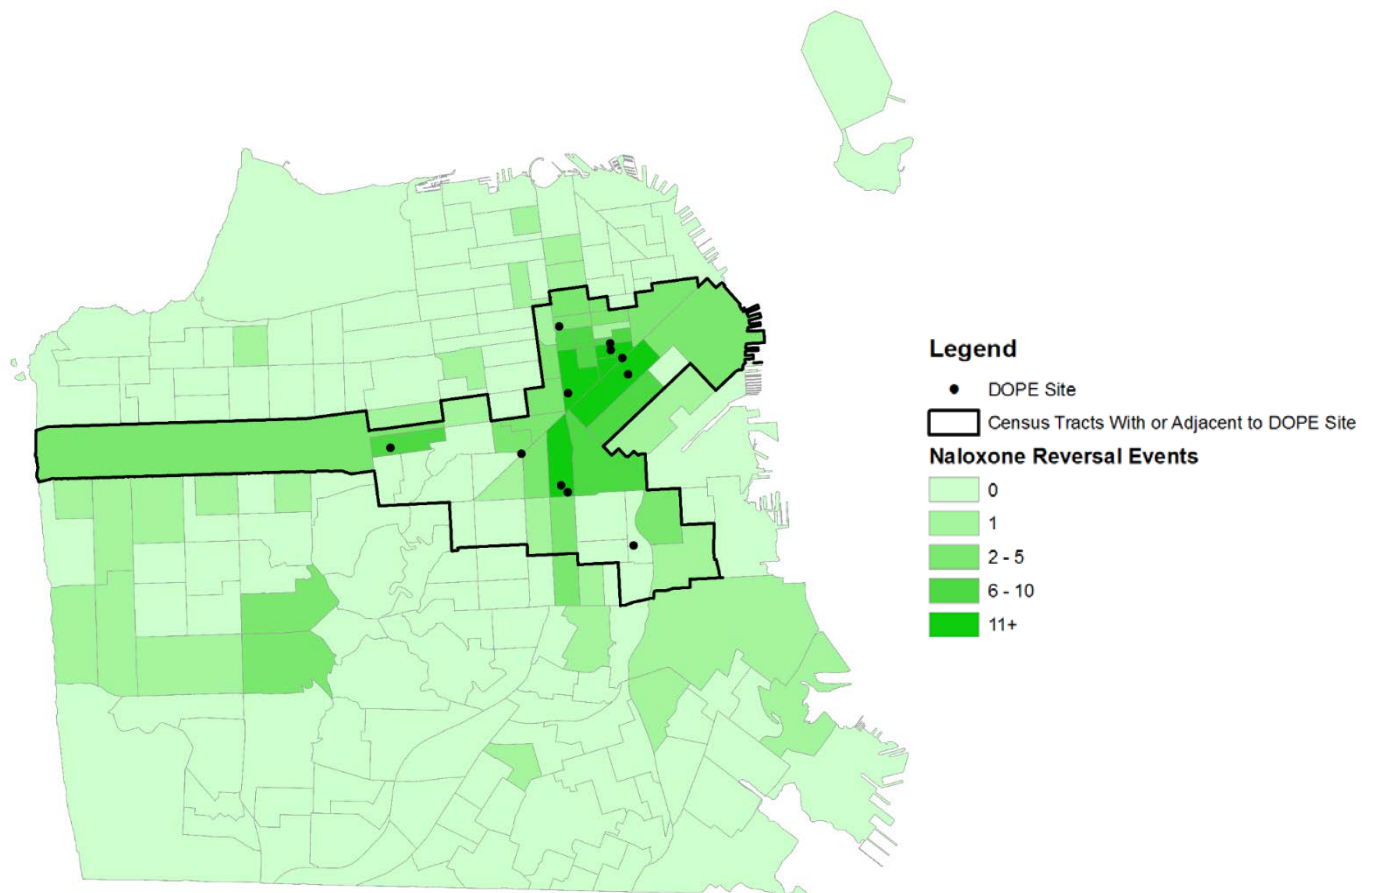 Legend
DOPE Site
Census Tracts With or Adjacent to DOPE Site
Naloxone Reversal Events
0
1
2 - 5
6 - 10
11+